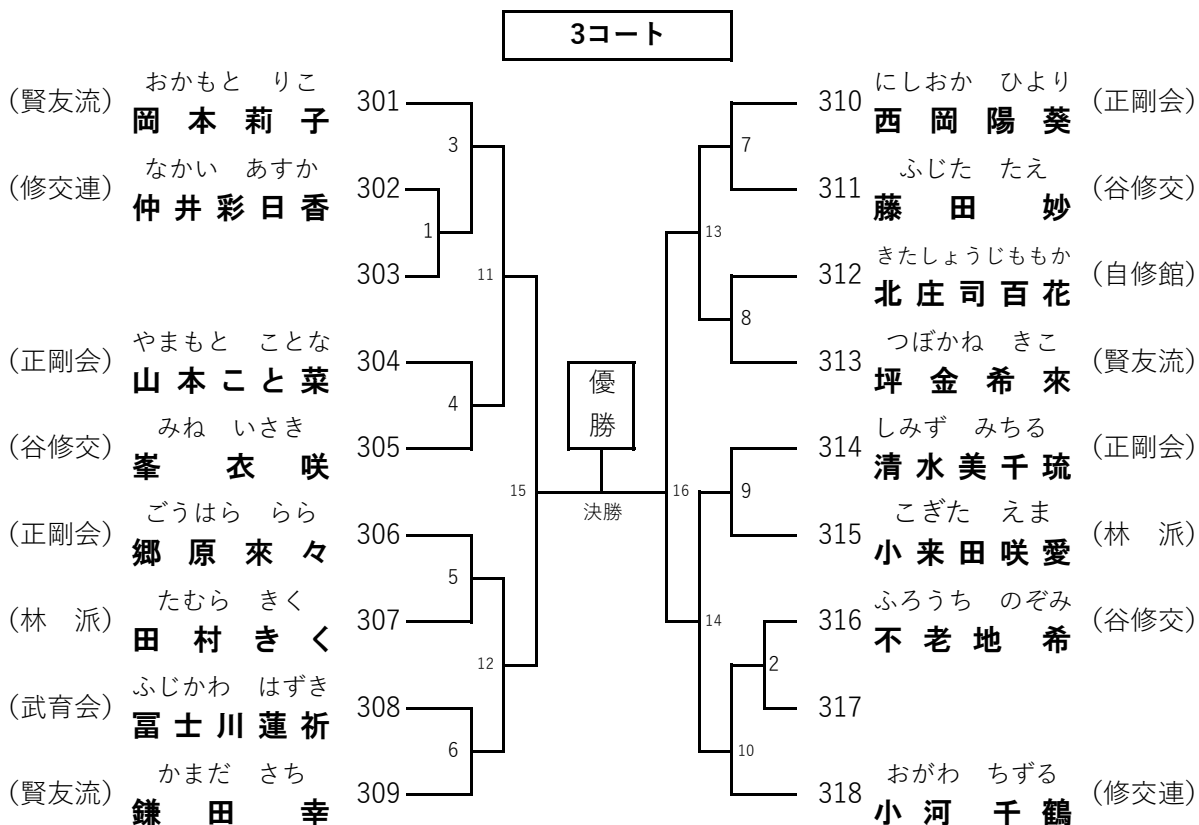 3コート
おかもと　りこ
(賢友流) 岡本莉子 301
なかい　あすか
(修交連) 仲井彩日香 302
303
やまもと　ことな
(正剛会) 山本こと菜 304
みね　いさき
(谷修交) 峯衣咲 305
ごうはら　らら
(正剛会) 郷原來々 306
たむら　きく
(林　派) 田村きく 307
ふじかわ　はずき
(武育会) 冨士川蓮祈 308
かまだ　さち
(賢友流) 鎌田幸 309
3
1
11
4
15
5
12
6
優
勝
決勝
7
13
8
16
9
14
2
10
にしおか　ひより
310 西岡陽葵 (正剛会)
ふじた　たえ
311 藤田妙 (谷修交)
きたしょうじももか
312 北庄司百花 (自修館)
つぼかね　きこ
313 坪金希來 (賢友流)
しみず　みちる
314 清水美千琉 (正剛会)
こぎた　えま
315 小来田咲愛 (林　派)
ふろうち　のぞみ
316 不老地希 (谷修交)
317
おがわ　ちずる
318 小河千鶴 (修交連)